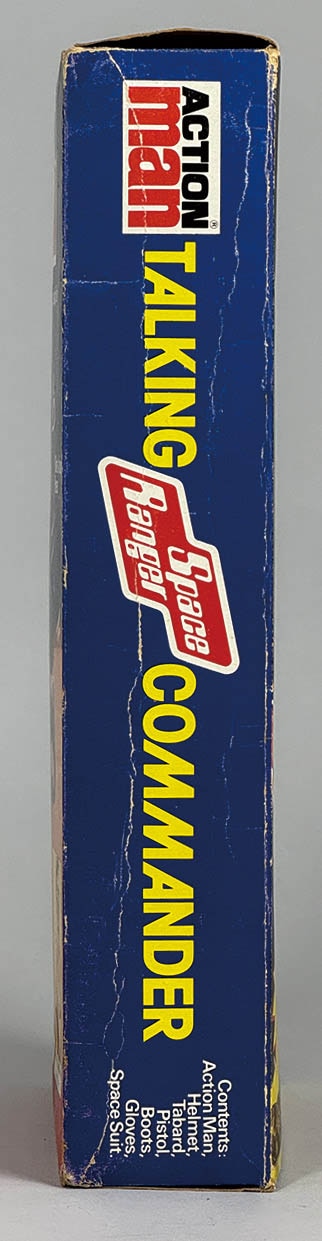 ACTION
man®
TALKING
Space
Ranger
COMMANDER
Contents:
Action Man,
Helmet,
Tabard,
Pistol,
Boots,
Gloves,
Space Suit.